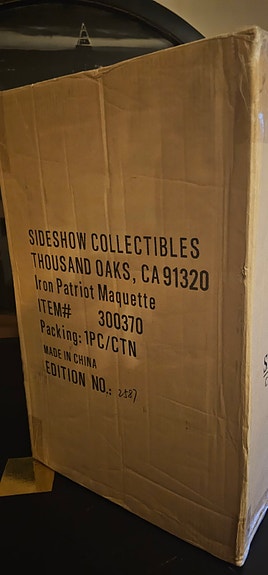 SIDESHOW COLLECTIBLES
THOUSAND OAKS, CA 91320
Iron Patriot Maquette
ITEM# 300370
Packing: 1PC/CTN
MADE IN CHINA
EDITION NO.: 2587